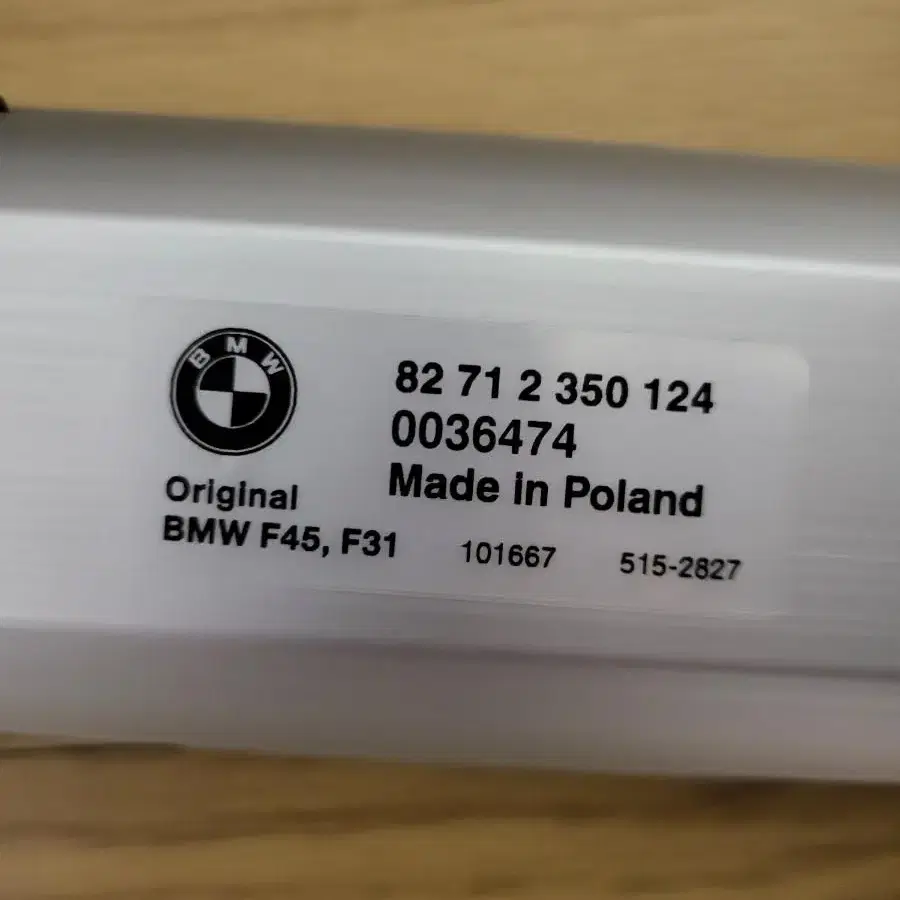 BMW
82 71 2 350 124
0036474
Made in Poland
Original
BMW F45, F31
101667
515-2827